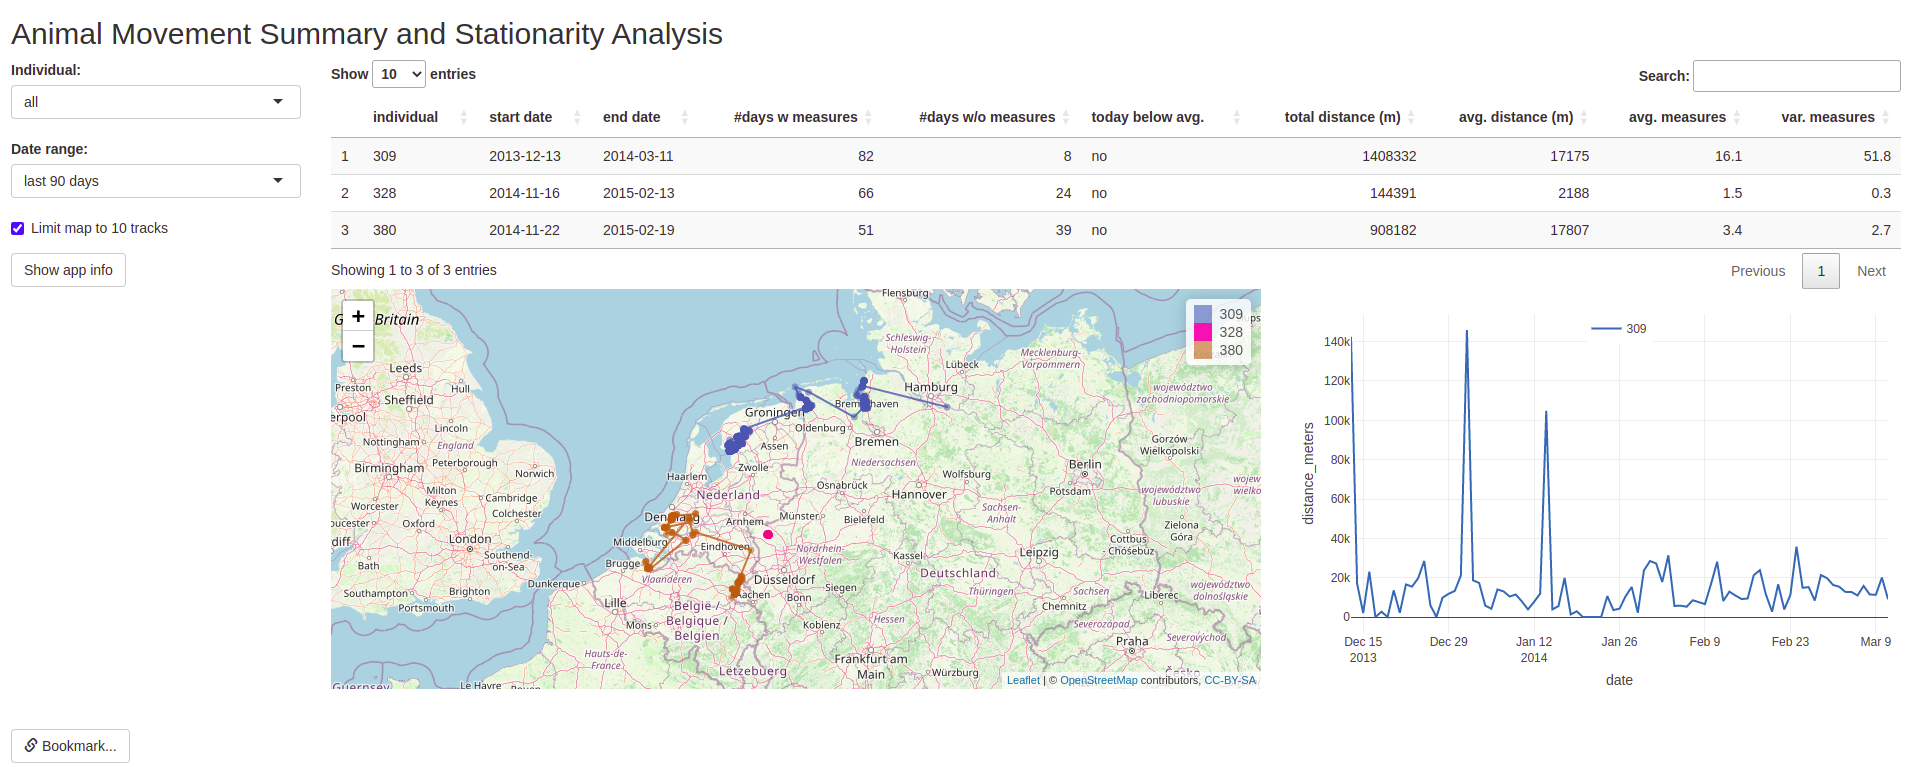 Animal Movement Summary and Stationarity Analysis
Individual:
all
Date range:
last 90 days
Limit map to 10 tracks
Show app info
Show 10 entries
Search:
individual start date end date #days w measures #days w/o measures today below avg. total distance (m) avg. distance (m) avg. measures var. measures
1 309 2013-12-13 2014-03-11 82 8 no 1408332 17175 16.1 51.8
2 328 2014-11-16 2015-02-13 66 24 no 144391 2188 1.5 0.3
3 380 2014-11-22 2015-02-19 51 39 no 908182 17807 3.4 2.7
Showing 1 to 3 of 3 entries
Previous 1 Next
+
−
309
328
380
Britain
Flensburg
Schleswig-
Holstein
Mecklenburg-
Vorpommern
Lübeck
Leeds
Preston
Hull
Sheffield
erpool
Hamburg
województwo
zachodniopomorskie
Groningen
Lincoln
Nottingham
England
Oldenburg
Assen
Bremen
Gorzów
Wielkopolski
Birmingham
Peterborough
Norwich
Zwolle
Niedersachsen
Berlin
Haarlem
Wolfsburg
Osnabrück
Hannover
Potsdam
Milton
Keynes
Cambridge
Colchester
Nederland
województwo
lubuskie
Worcester
Oxford
Arnhem
Münster
Bielefeld
Sachsen-
Anhalt
Zielona
Góra
London
Middelburg
Eindhoven
Nordrhein-
Westfalen
Kassel
Leipzig
Cottbus
- Chóśebuz
Southend-
on-Sea
Bath
Brugge
Vlaanderen
Düsseldorf
Siegen
Deutschland
Thüringen
Sachsen
Liberec
województwo
dolnośląskie
Dunkerque
Southampton
Brighton
Portsmouth
Lille
België /
Belgique /
Belgien
Aachen
Bonn
Chemnitz
Mons
Koblenz
Hessen
Severozápad
Severovýchod
Praha
Hauts-de-
France
Frankfurt am
Main
Würzburg
Lëtzebuerg
Česko
Guernsey
Le Havre
Rouen
Leaflet | © OpenStreetMap contributors, CC-BY-SA
309
140k
120k
100k
80k
60k
40k
20k
0
distance_meters
Dec 15 Dec 29 Jan 12 Jan 26 Feb 9 Feb 23 Mar 9
2013 2014
date
Bookmark...